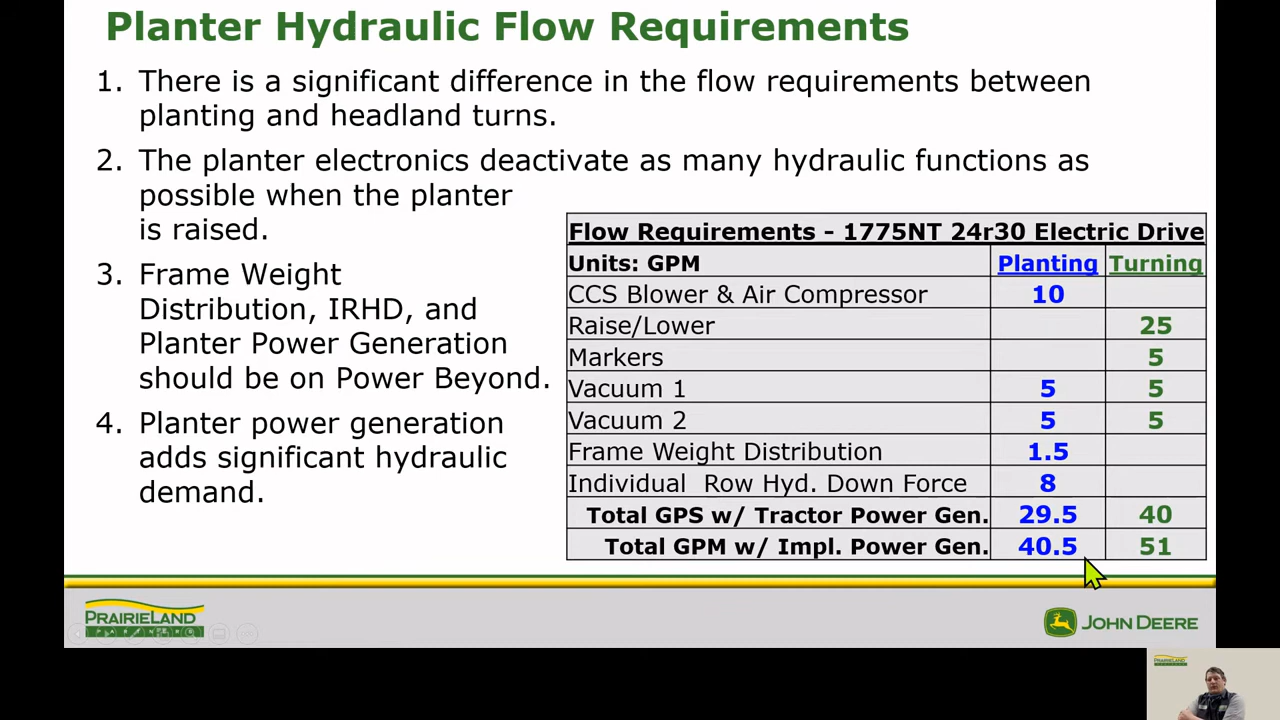 Planter Hydraulic Flow Requirements
1. There is a significant difference in the flow requirements between
planting and headland turns.
2. The planter electronics deactivate as many hydraulic functions as
possible when the planter
is raised.
3. Frame Weight
Distribution, IRHD, and
Planter Power Generation
should be on Power Beyond.
4. Planter power generation
adds significant hydraulic
demand.
Flow Requirements - 1775NT 24r30 Electric Drive
Units: GPM Planting Turning
CCS Blower & Air Compressor 10
Raise/Lower 25
Markers 5
Vacuum 1 5 5
Vacuum 2 5 5
Frame Weight Distribution 1.5
Individual Row Hyd. Down Force 8
Total GPS w/ Tractor Power Gen. 29.5 40
Total GPM w/ Impl. Power Gen. 40.5 51
PRAIRIELAND
JOHN DEERE
PRAIRIELAND